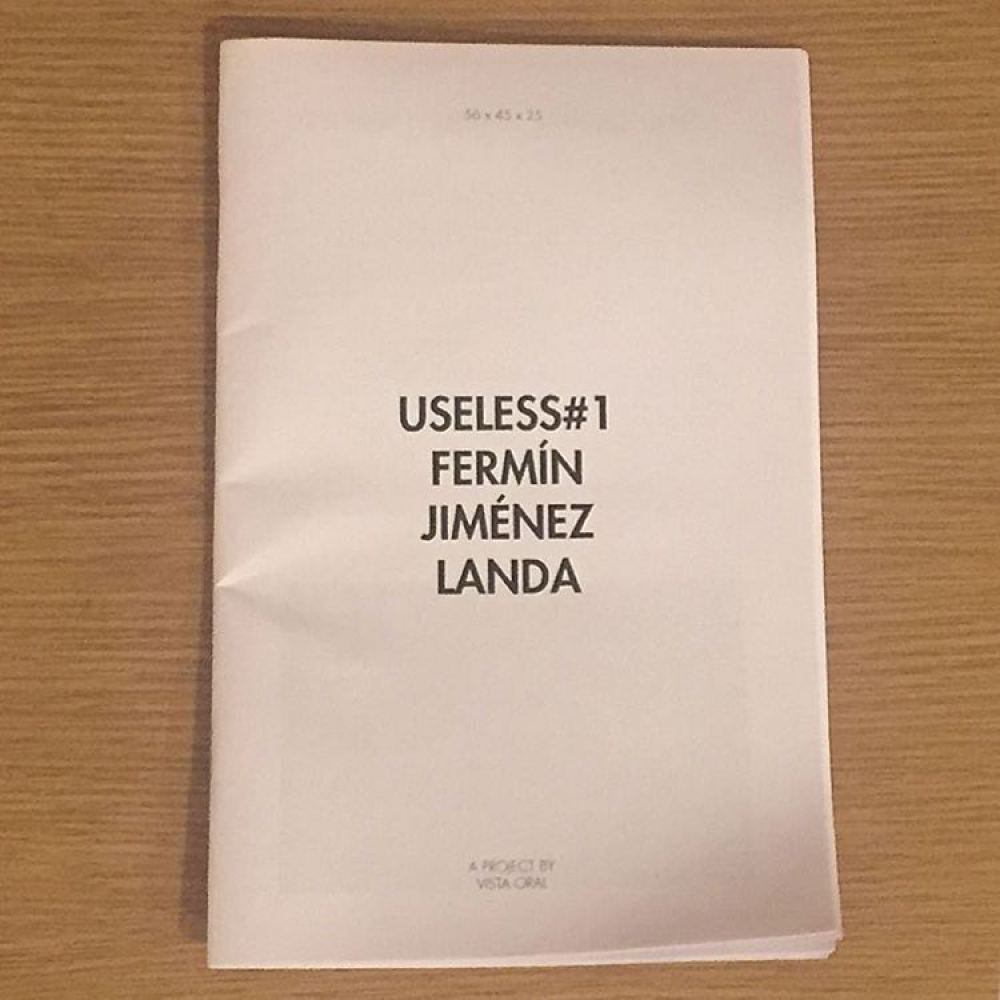 56 x 45 x 25
USELESS#1
FERMÍN
JIMÉNEZ
LANDA
A PROJECT BY
VISTA ORAL